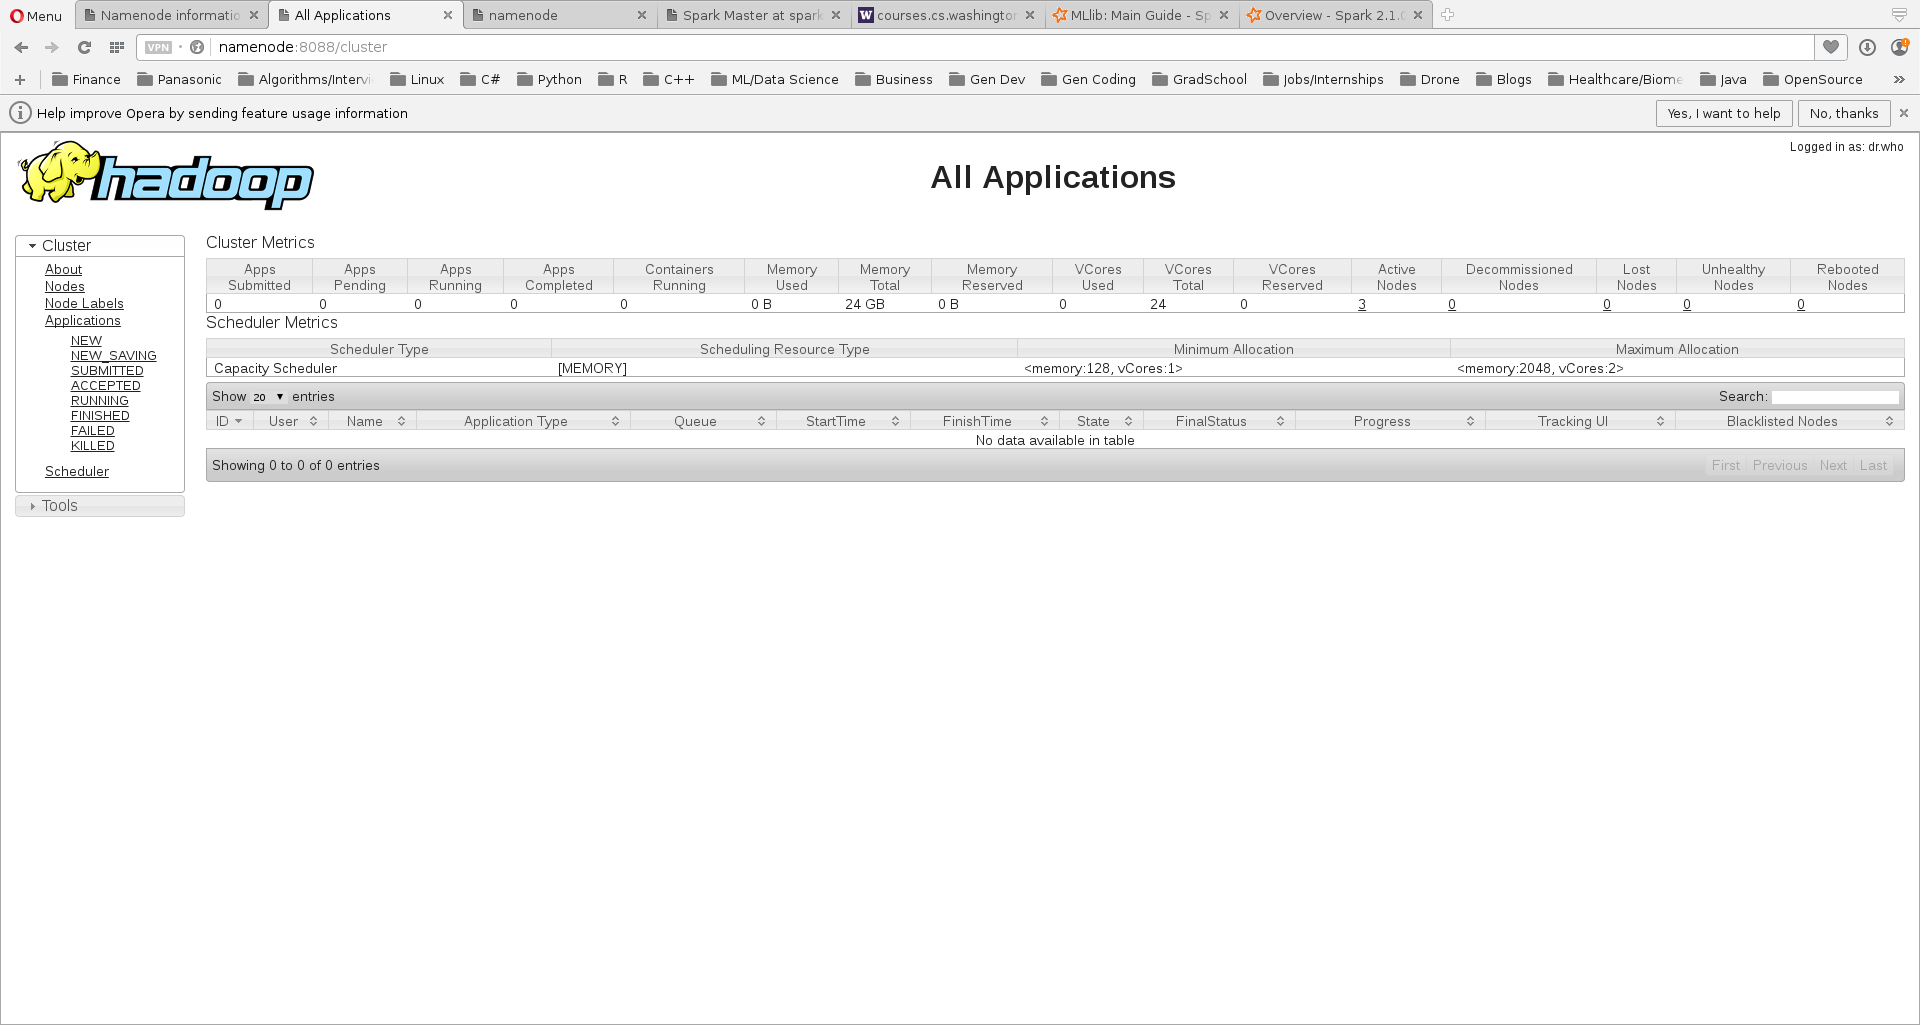 Menu
Namenode informatio
All Applications
namenode
Spark Master at spark
W courses.cs.washington
MLlib: Main Guide - Sp
Overview - Spark 2.1.0
VPN
namenode:8088/cluster
Finance
Panasonic
Algorithms/Intervi
Linux
C#
Python
R
C++
ML/Data Science
Business
Gen Dev
Gen Coding
GradSchool
Jobs/Internships
Drone
Blogs
Healthcare/Biome
Java
OpenSource
Help improve Opera by sending feature usage information
Yes, I want to help
No, thanks
Logged in as: dr.who
hadoop
All Applications
Cluster
About
Nodes
Node Labels
Applications
NEW
NEW_SAVING
SUBMITTED
ACCEPTED
RUNNING
FINISHED
FAILED
KILLED
Scheduler
Tools
Cluster Metrics
Apps Submitted	Apps Pending	Apps Running	Apps Completed	Containers Running	Memory Used	Memory Total	Memory Reserved	VCores Used	VCores Total	VCores Reserved	Active Nodes	Decommissioned Nodes	Lost Nodes	Unhealthy Nodes	Rebooted Nodes
0	0	0	0	0	0 B	24 GB	0 B	0	24	0	3	0	0	0	0
Scheduler Metrics
Scheduler Type	Scheduling Resource Type	Minimum Allocation	Maximum Allocation
Capacity Scheduler	[MEMORY]	<memory:128, vCores:1>	<memory:2048, vCores:2>
Show 20 entries
Search:
ID	User	Name	Application Type	Queue	StartTime	FinishTime	State	FinalStatus	Progress	Tracking UI	Blacklisted Nodes
No data available in table
Showing 0 to 0 of 0 entries
First Previous Next Last